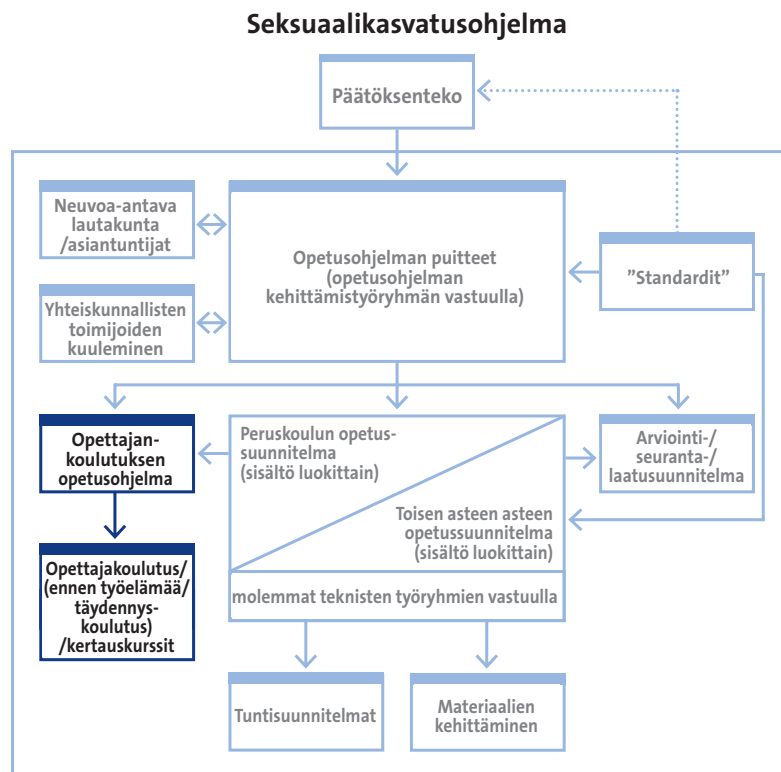 Seksuaalikasvatusohjelma
Päätöksenteko
Neuvoa-antava
lautakunta
/asiantuntijat
Opetusohjelman puitteet
(opetusohjelman
kehittämistyöryhmän vastuulla)
”Standardit”
Yhteiskunnallisten
toimijoiden
kuuleminen
Opettajan-
koulutuksen
opetusohjelma
Peruskoulun opetus-
suunnitelma
(sisältö luokittain)
Toisen asteen asteen
opetussuunnitelma
(sisältö luokittain)
Arviointi-/
seuranta-/
laatusuunnitelma
Opettajakoulutus/
(ennen työelämää/
täydennys-
koulutus)
/kertauskurssit
molemmat teknisten työryhmien vastuulla
Tuntisuunnitelmat
Materiaalien
kehittäminen